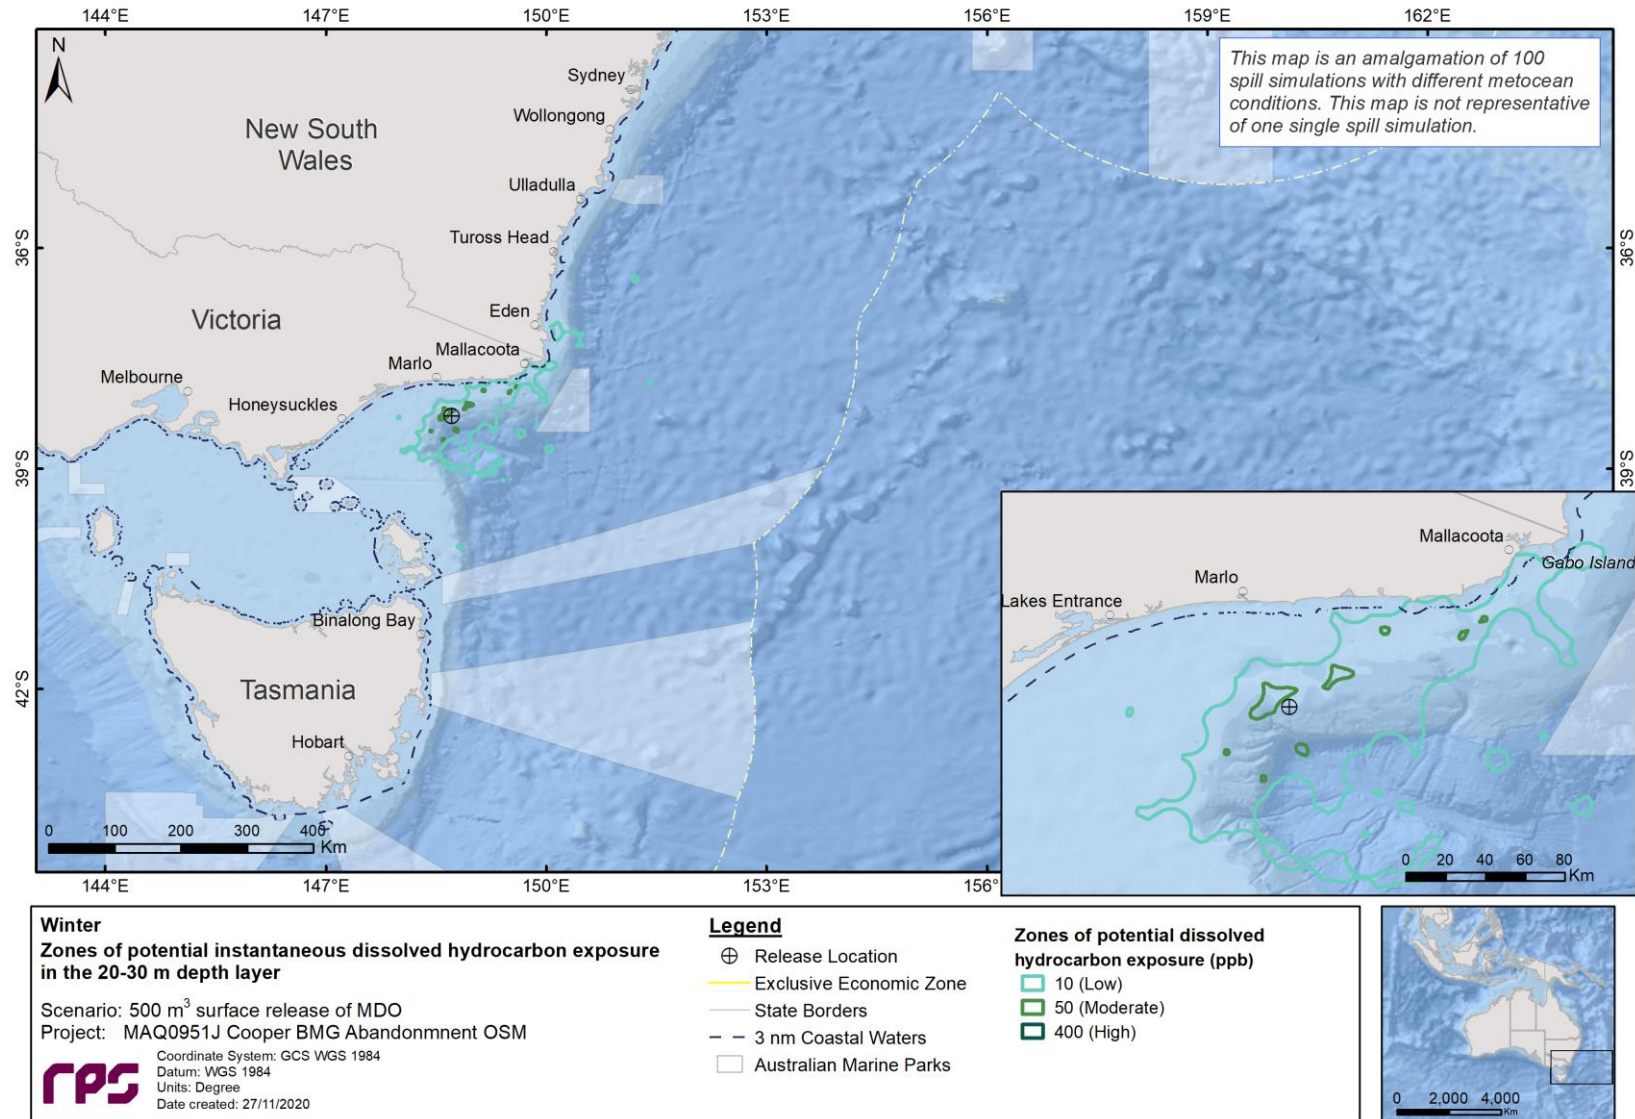 144°E 147°E 150°E 153°E 156°E 159°E 162°E
N
This map is an amalgamation of 100
spill simulations with different metocean
conditions. This map is not representative
of one single spill simulation.
Sydney
Wollongong
New South
Wales
Ulladulla
Tuross Head
36°S 36°S
Eden
Victoria
Mallacoota
Marlo
Melbourne
Honeysuckles
39°S 39°S
Mallacoota
Gabo Island
Marlo
Lakes Entrance
Binalong Bay
Tasmania
42°S
Hobart
0 100 200 300 400
Km
0 20 40 60 80
Km
144°E 147°E 150°E 153°E 156°
Winter
Zones of potential instantaneous dissolved hydrocarbon exposure
in the 20-30 m depth layer
Scenario: 500 m³ surface release of MDO
Project: MAQ0951J Cooper BMG Abandonmnent OSM
rps
Coordinate System: GCS WGS 1984
Datum: WGS 1984
Units: Degree
Date created: 27/11/2020
Legend
Release Location
Exclusive Economic Zone
State Borders
3 nm Coastal Waters
Australian Marine Parks
Zones of potential dissolved
hydrocarbon exposure (ppb)
10 (Low)
50 (Moderate)
400 (High)
0 2,000 4,000
Km